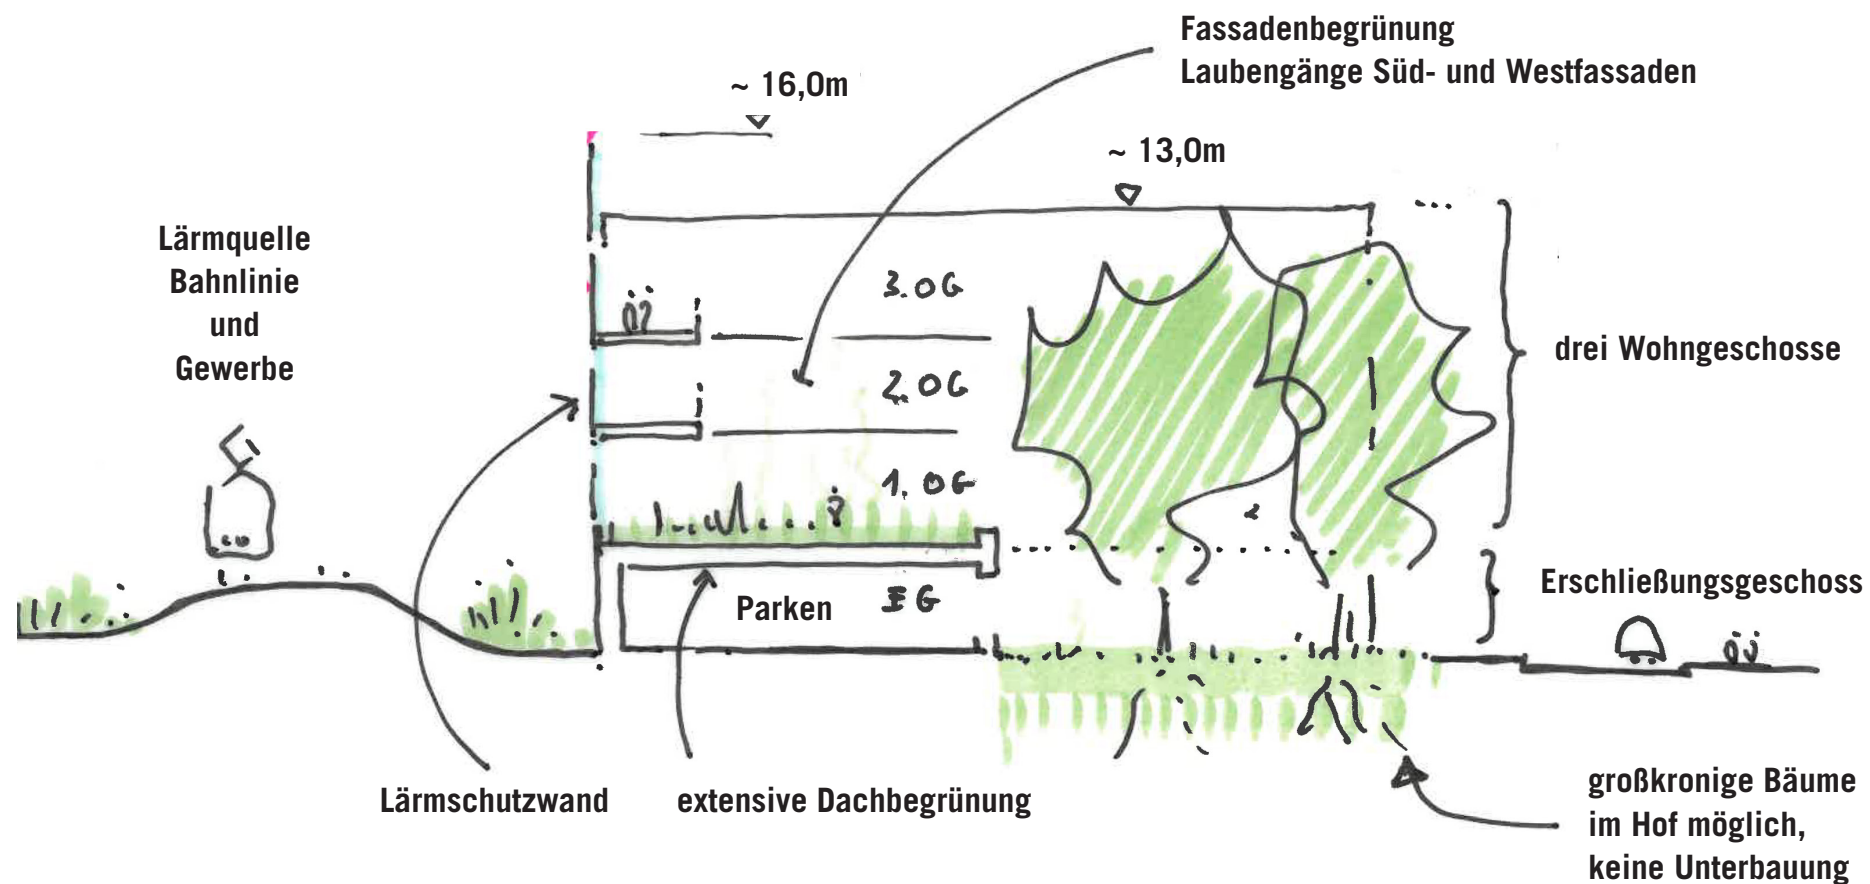 Fassadenbegrünung
Laubengänge Süd- und Westfassaden
~ 16,0m
~ 13,0m
Lärmquelle
Bahnlinie
und
Gewerbe
3. OG
2. OG
1. OG
drei Wohngeschosse
Parken
EG
Erschließungsgeschoss
Lärmschutzwand
extensive Dachbegrünung
großkronige Bäume
im Hof möglich,
keine Unterbauung